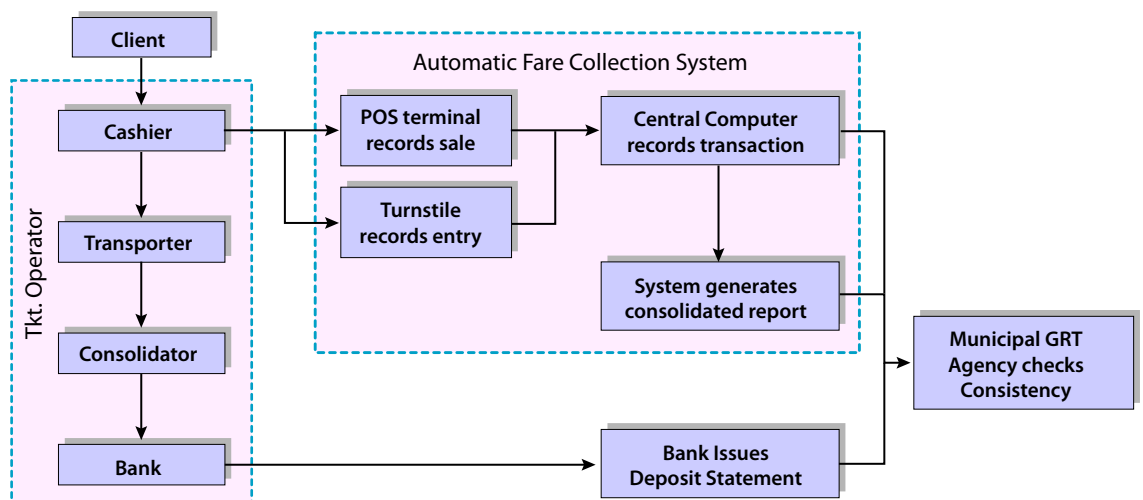 Client
Automatic Fare Collection System
Cashier
POS terminal
records sale
Central Computer
records transaction
Tkt. Operator
Transporter
Turnstile
records entry
System generates
consolidated report
Consolidator
Municipal GRT
Agency checks
Consistency
Bank
Bank Issues
Deposit Statement